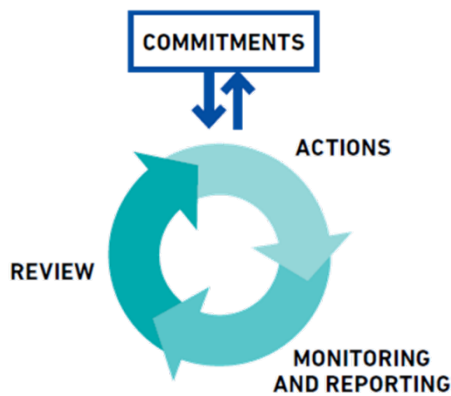 COMMITMENTS
ACTIONS
REVIEW
MONITORING
AND REPORTING